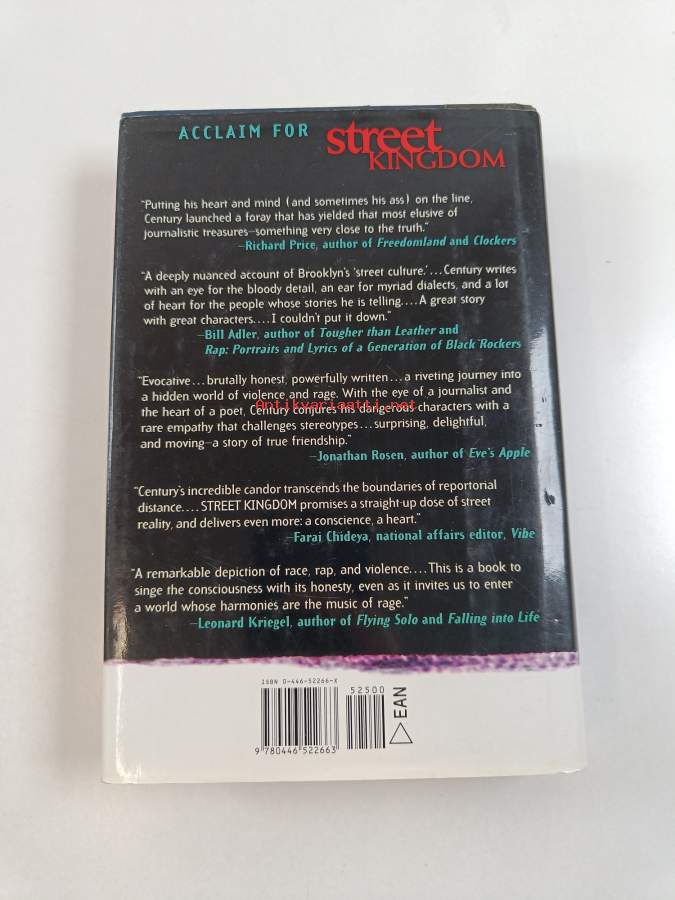 ACCLAIM FOR street
KINGDOM
"Putting his heart and mind (and sometimes his ass) on the line,
Century launched a foray that has yielded that most elusive of
journalistic treasures—something very close to the truth."
—Richard Price, author of Freedomland and Clockers
"A deeply nuanced account of Brooklyn's 'street culture.'...Century writes
with an eye for the bloody detail, an ear for myriad dialects, and a lot
of heart for the people whose stories he is telling....A great story
with great characters....I couldn't put it down."
—Bill Adler, author of Tougher than Leather and
Rap: Portraits and Lyrics of a Generation of Black Rockers
"Evocative...brutally honest, powerfully written...a riveting journey into
a hidden world of violence and rage. With the eye of a journalist and
the heart of a poet, Century conjures his dangerous characters with a
Antikvariaatti.net
rare empathy that challenges stereotypes...surprising, delightful,
and moving—a story of true friendship."
—Jonathan Rosen, author of Eve's Apple
"Century's incredible candor transcends the boundaries of reportorial
distance.... STREET KINGDOM promises a straight-up dose of street
reality, and delivers even more: a conscience, a heart."
—Farai Chideya, national affairs editor, Vibe
"A remarkable depiction of race, rap, and violence....This is a book to
singe the consciousness with its honesty, even as it invites us to enter
a world whose harmonies are the music of rage."
—Leonard Kriegel, author of Flying Solo and Falling into Life
ISBN 0-446-52266-X
52500
EAN
9 780446 522663